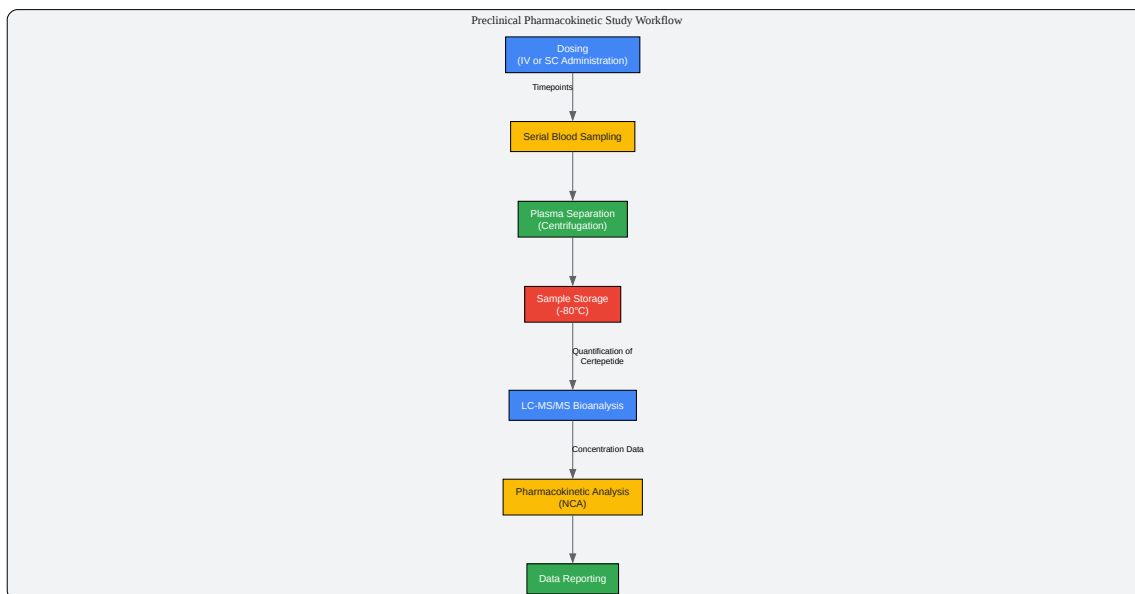 Preclinical Pharmacokinetic Study Workflow
Dosing
(IV or SC Administration)
Timepoints
Serial Blood Sampling
Plasma Separation
(Centrifugation)
Sample Storage
(-80°C)
Quantification of
Certepetide
LC-MS/MS Bioanalysis
Concentration Data
Pharmacokinetic Analysis
(NCA)
Data Reporting